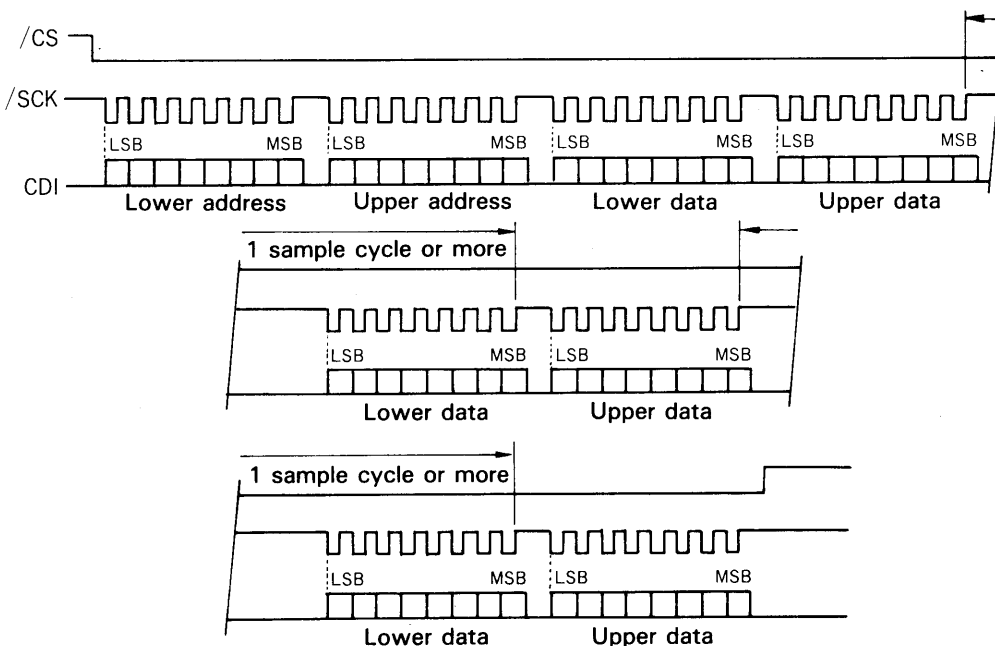 /CS
/SCK
LSB MSB LSB MSB LSB MSB LSB MSB
CDI
Lower address Upper address Lower data Upper data
1 sample cycle or more
LSB MSB LSB MSB
Lower data Upper data
1 sample cycle or more
LSB MSB LSB MSB
Lower data Upper data